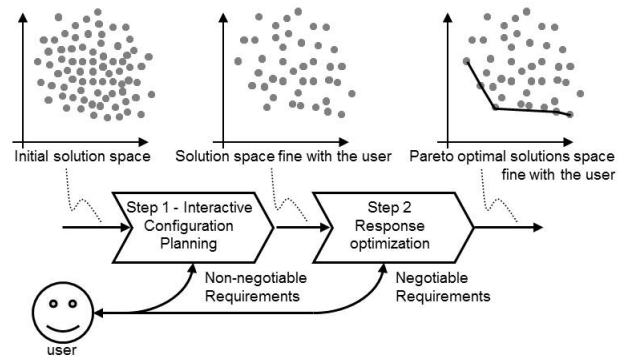 Initial solution space
Solution space fine with the user
Pareto optimal solutions space
fine with the user
Step 1 - Interactive
Configuration
Planning
Step 2
Response
optimization
Non-negotiable
Requirements
Negotiable
Requirements
user